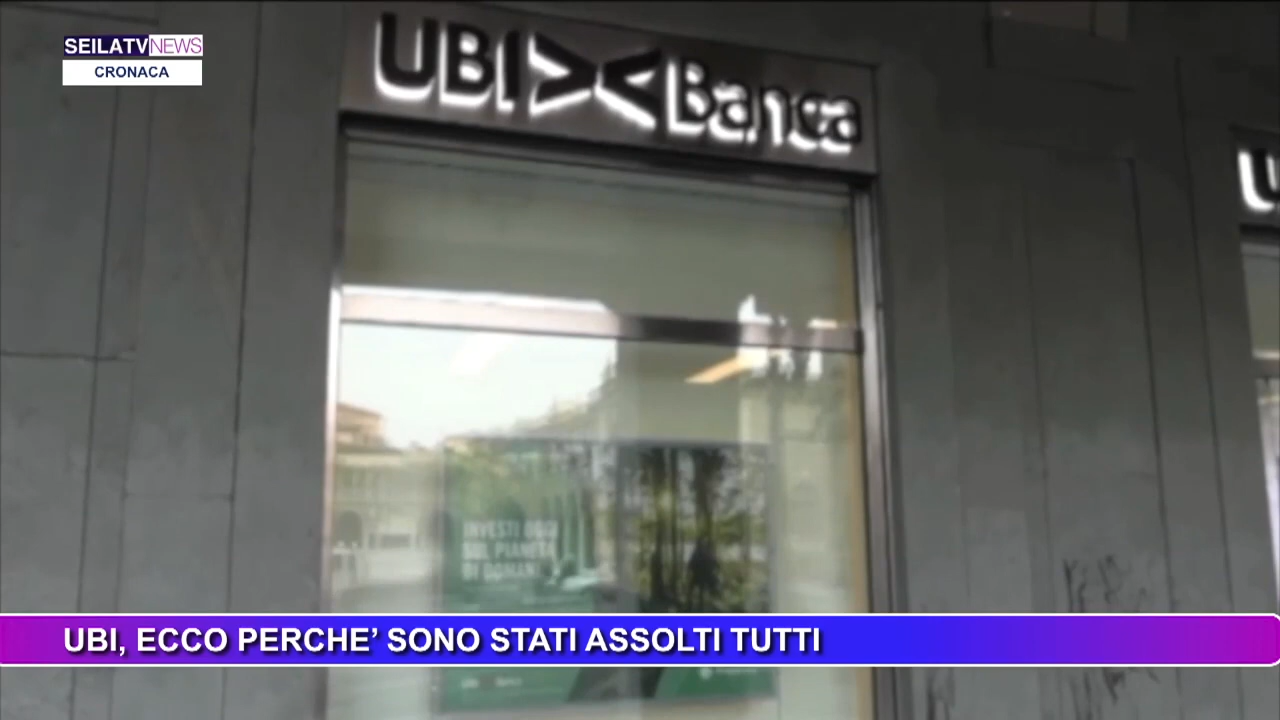 SEILATVNEWS
CRONACA
UBI Banca
U
INVESTI OGGI
SUL PIANETA
DI DOMANI
UBI, ECCO PERCHE’ SONO STATI ASSOLTI TUTTI